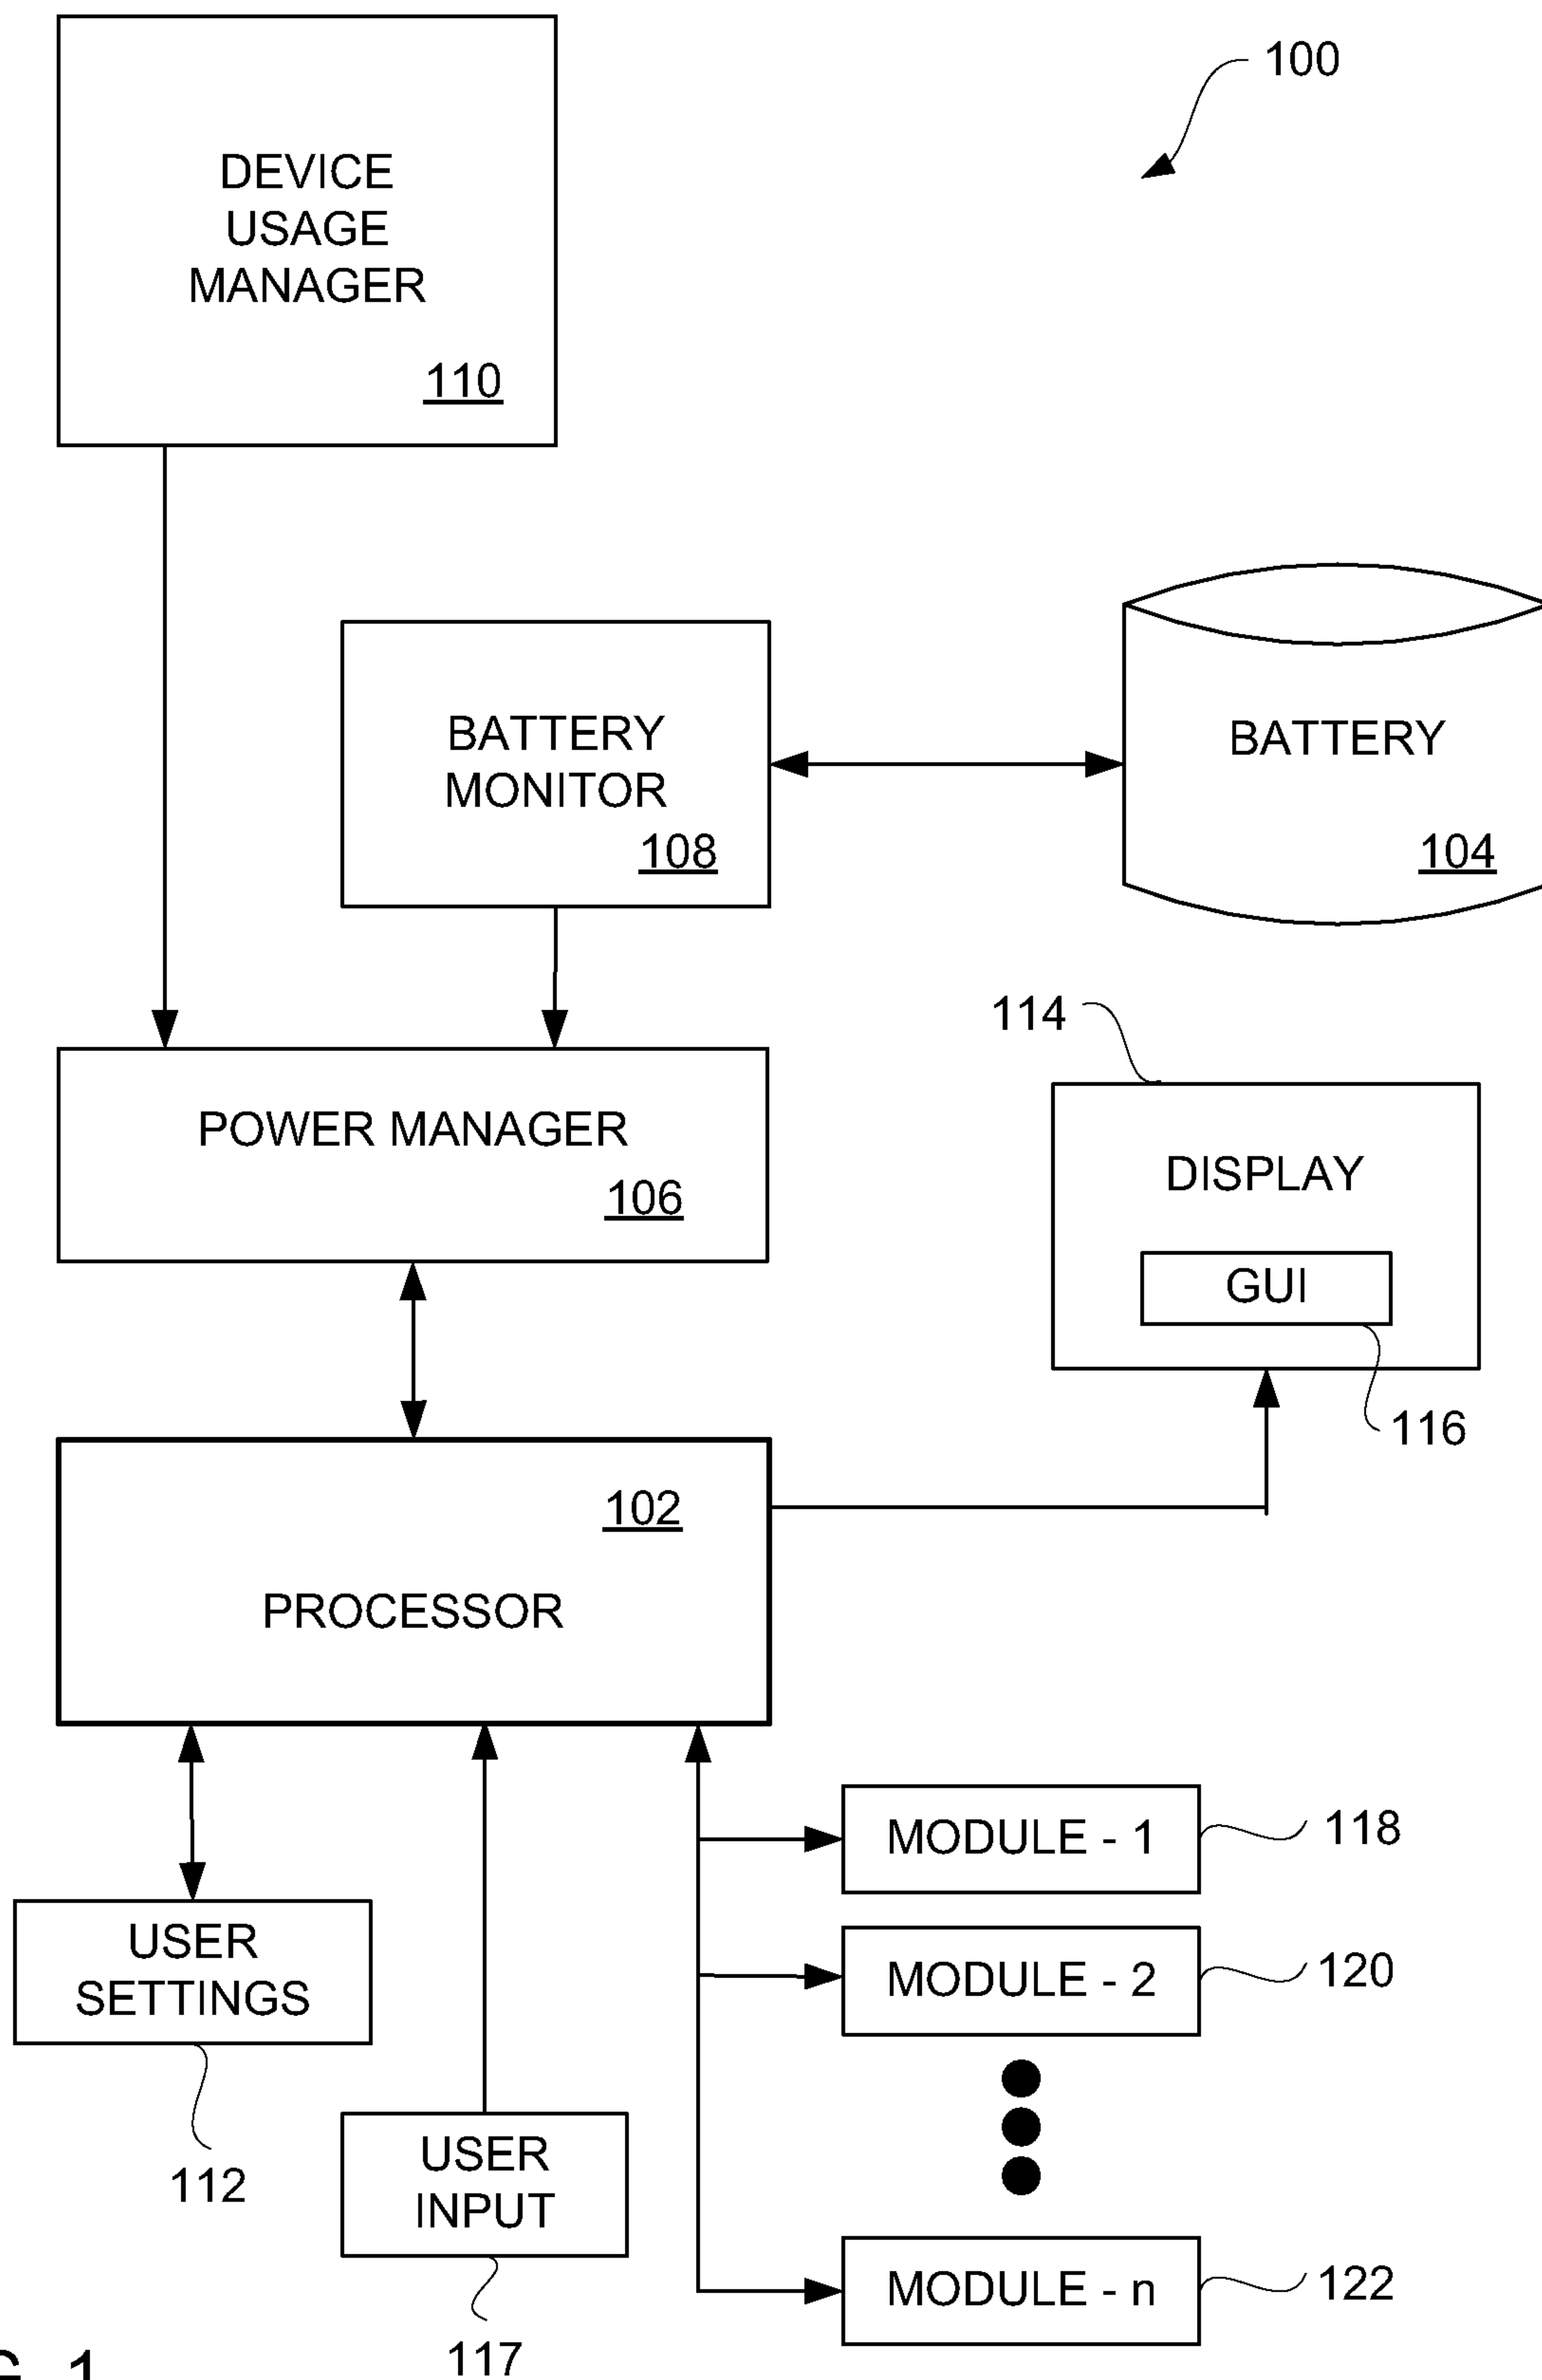 100
DEVICE
USAGE
MANAGER
110
BATTERY
MONITOR
108
BATTERY
104
114
POWER MANAGER
106
DISPLAY
GUI
116
102
PROCESSOR
MODULE - 1
118
USER
SETTINGS
MODULE - 2
120
112
USER
INPUT
MODULE - n
122
117
G. 1